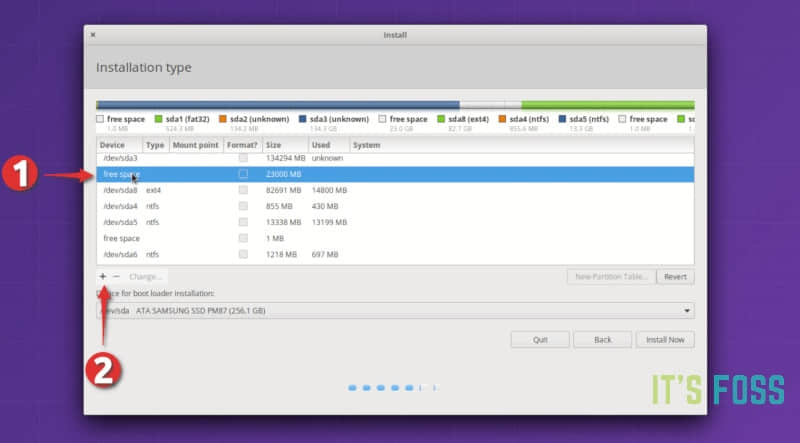 Install
Installation type
free space sda1 (fat32) sda2 (unknown) sda3 (unknown) free space sda8 (ext4) sda4 (ntfs) sda5 (ntfs) free space
1.0 MB 524.3 MB 134.2 MB 134.3 GB 23.0 GB 82.7 GB 855.6 MB 13.3 GB 1.0 MB
Device Type Mount point Format? Size Used System
/dev/sda3 134294 MB unknown
1
free space 23000 MB
/dev/sda8 ext4 82691 MB 14800 MB
/dev/sda4 ntfs 855 MB 430 MB
/dev/sda5 ntfs 13338 MB 13199 MB
free space 1 MB
/dev/sda6 ntfs 1218 MB 697 MB
+ − Change... New Partition Table... Revert
for boot loader installation:
/dev/sda ATA SAMSUNG SSD PM87 (256.1 GB)
2
Quit Back Install Now
IT'S FOSS